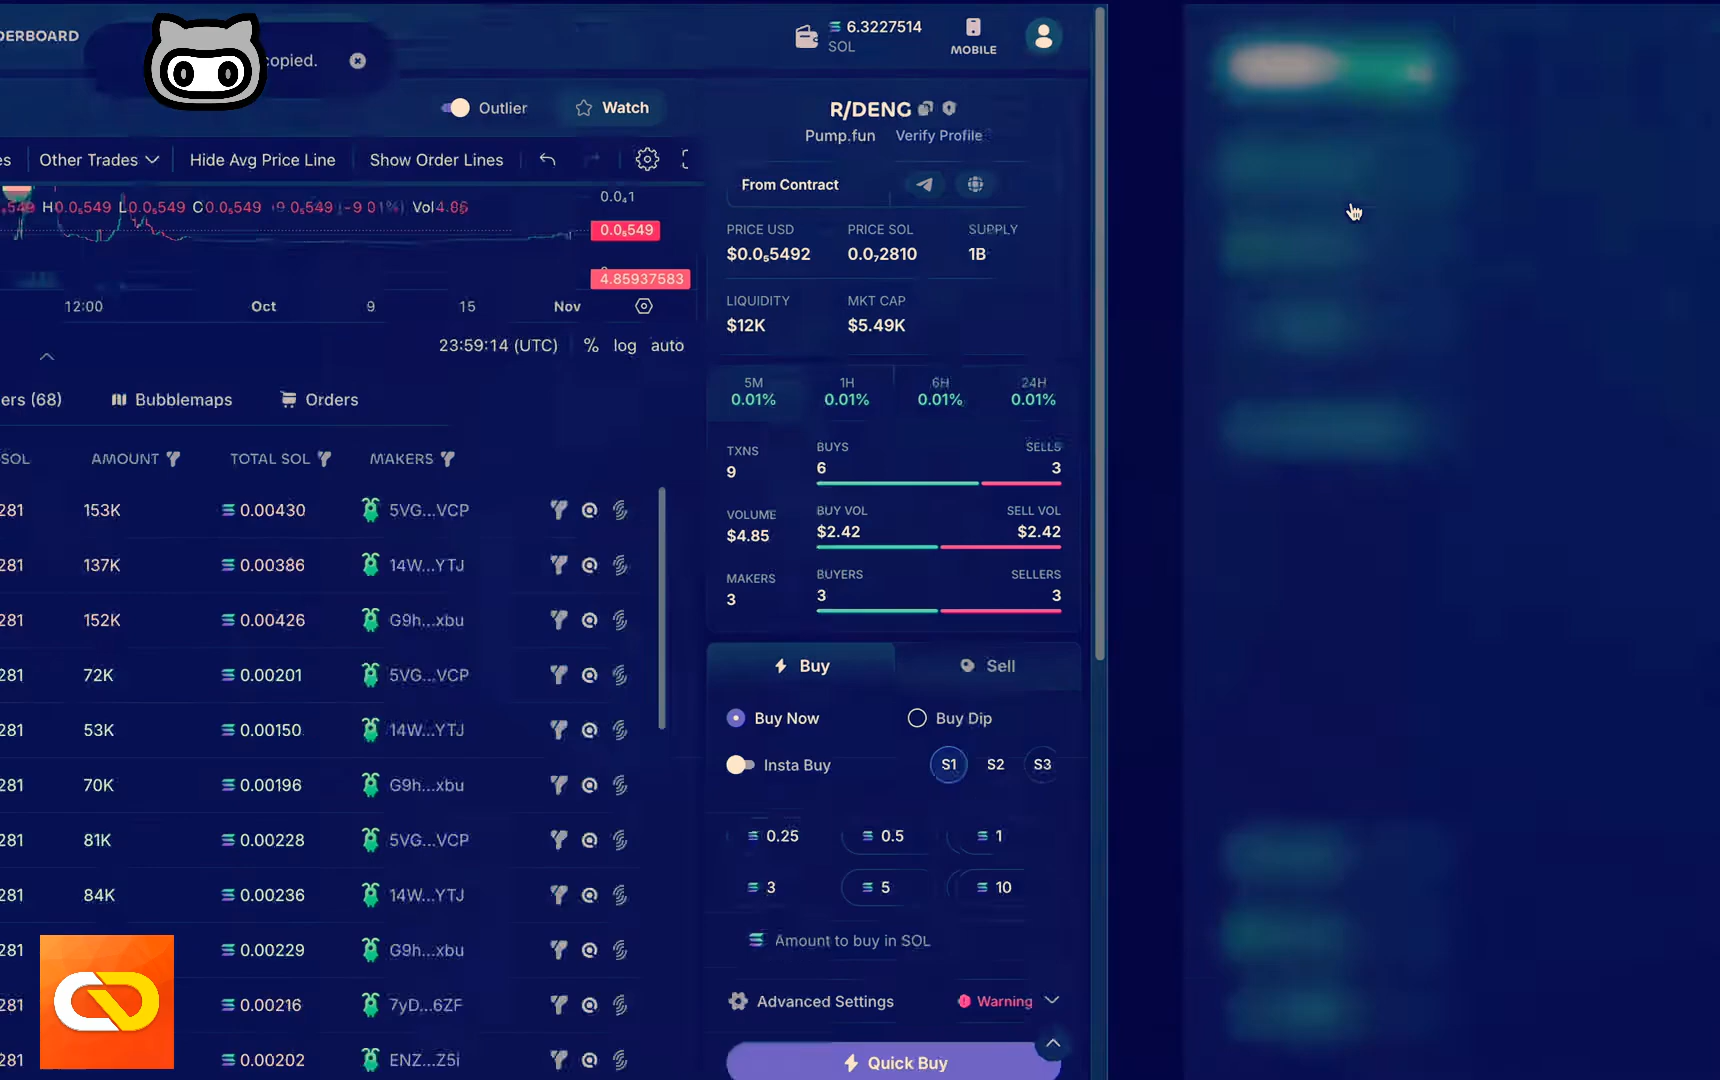 DERBOARD
copied.
6.3227514
SOL
MOBILE
Outlier
Watch
R/DENG
Pump.fun Verify Profile
es Other Trades Hide Avg Price Line Show Order Lines
From Contract
H0.0₅549 L0.0₅549 C0.0₅549 Vol4.86
0.0₄1
0.0₅549
4.85937583
12:00 Oct 9 15 Nov
23:59:14 (UTC) % log auto
PRICE USD PRICE SOL SUPPLY
$0.0₅5492 0.0₇2810 1B
LIQUIDITY MKT CAP
$12K $5.49K
5M 1H 6H 24H
0.01% 0.01% 0.01% 0.01%
ers (68) Bubblemaps Orders
TXNS BUYS SELLS
9 6 3
VOLUME BUY VOL SELL VOL
$4.85 $2.42 $2.42
MAKERS BUYERS SELLERS
3 3 3
SOL AMOUNT TOTAL SOL MAKERS
281 153K 0.00430 5VG...VCP
281 137K 0.00386 14W...YTJ
281 152K 0.00426 G9h...xbu
281 72K 0.00201 5VG...VCP
281 53K 0.00150 14W...YTJ
281 70K 0.00196 G9h...xbu
281 81K 0.00228 5VG...VCP
281 84K 0.00236 14W...YTJ
281 0.00229 G9h...xbu
281 0.00216 7yD...6ZF
281 0.00202 ENZ...Z5i
Buy Sell
Buy Now Buy Dip
Insta Buy S1 S2 S3
0.25 0.5 1
3 5 10
Amount to buy in SOL
Advanced Settings Warning
Quick Buy